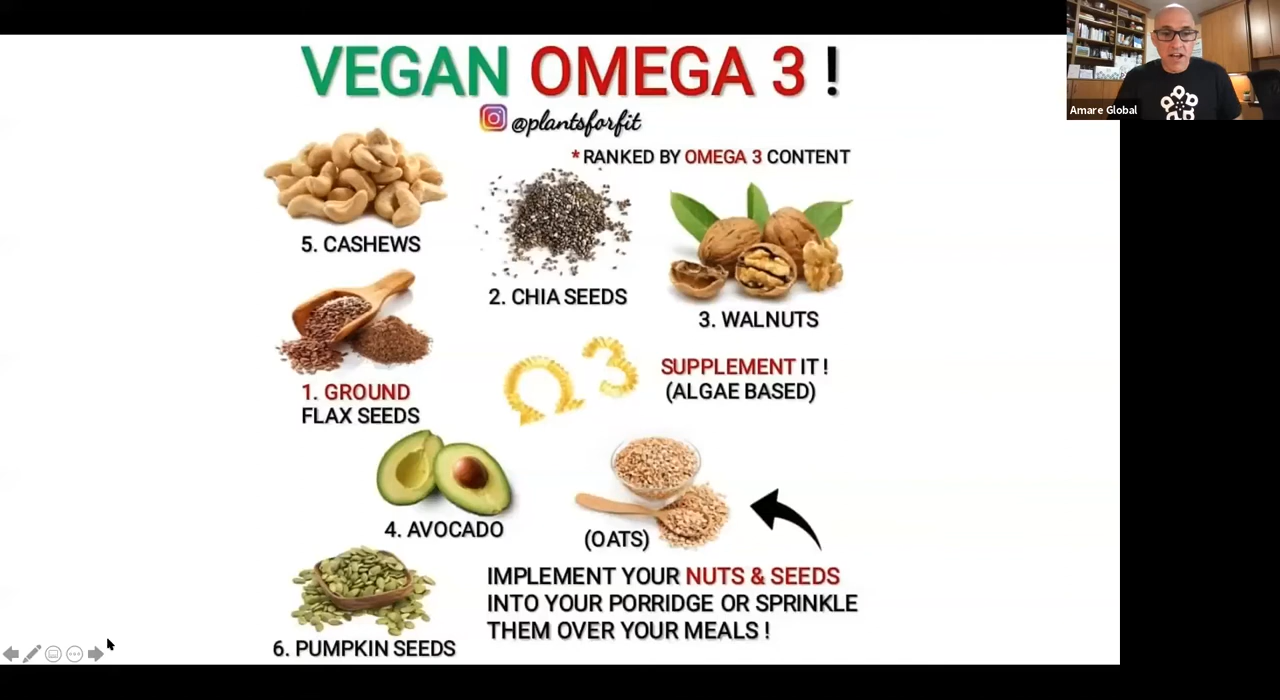 VEGAN OMEGA 3 !
@plantsforfit
* RANKED BY OMEGA 3 CONTENT
5. CASHEWS
2. CHIA SEEDS
3. WALNUTS
1. GROUND
FLAX SEEDS
Ω 3
SUPPLEMENT IT !
(ALGAE BASED)
4. AVOCADO
(OATS)
IMPLEMENT YOUR NUTS & SEEDS
INTO YOUR PORRIDGE OR SPRINKLE
THEM OVER YOUR MEALS !
6. PUMPKIN SEEDS
Amare Global